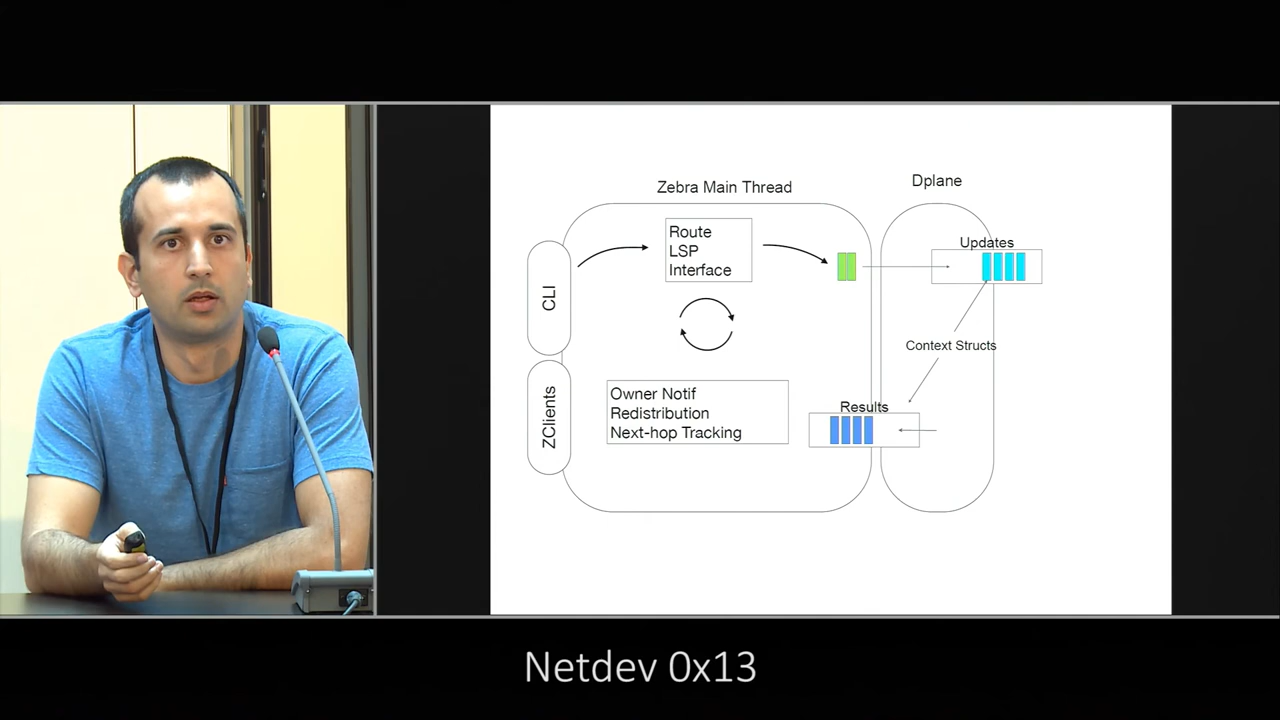 Zebra Main Thread
Dplane
Route
LSP
Interface
Updates
CLI
Context Structs
ZClients
Owner Notif
Redistribution
Next-hop Tracking
Results
Netdev 0x13